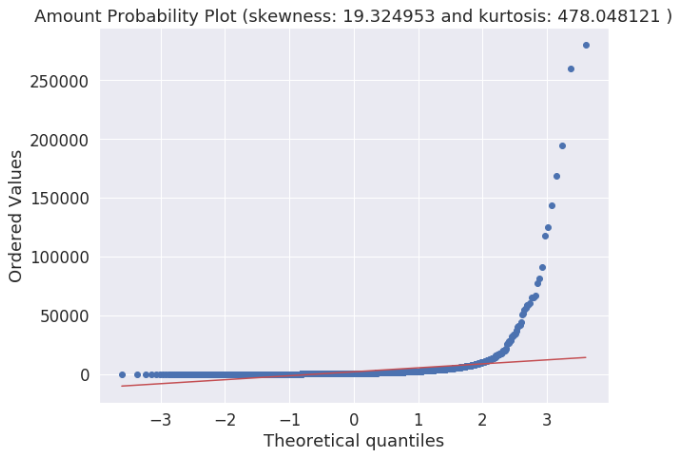 Amount Probability Plot (skewness: 19.324953 and kurtosis: 478.048121 )
250000
200000
150000
100000
50000
0
Ordered Values
−3 −2 −1 0 1 2 3
Theoretical quantiles